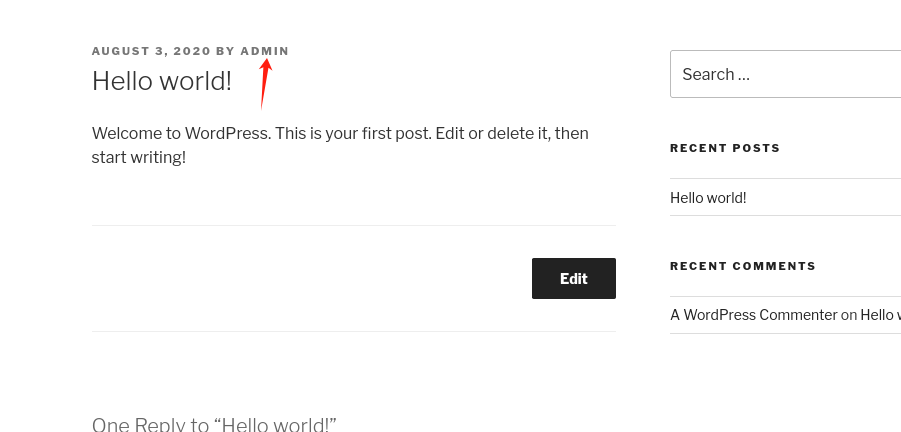 AUGUST 3, 2020 BY ADMIN
Hello world!
Welcome to WordPress. This is your first post. Edit or delete it, then
start writing!
Edit
One Reply to “Hello world!”
Search …
RECENT POSTS
Hello world!
RECENT COMMENTS
A WordPress Commenter on Hello